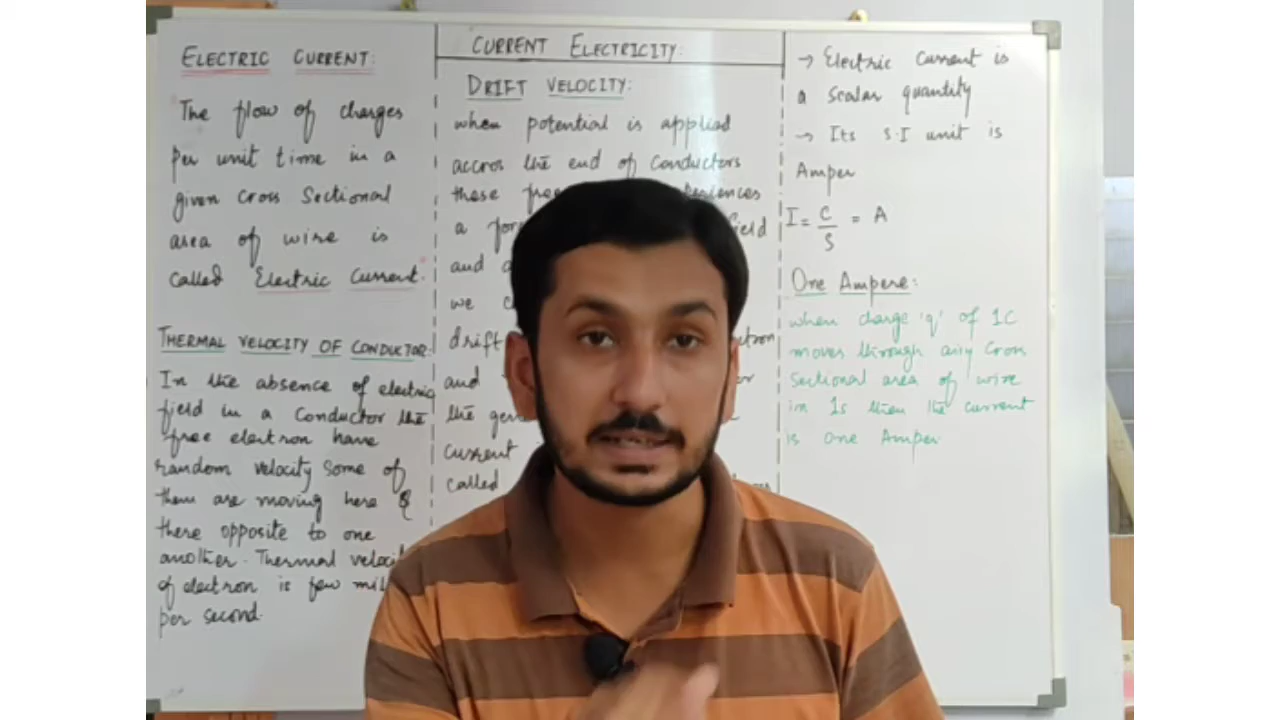 ELECTRIC CURRENT:
The flow of charges
per unit time in a
given cross sectional
area of wire is
called Electric Current.
THERMAL VELOCITY OF CONDUCTOR:
In the absence of electric
field in a conductor the
free electron have
random velocity some of
them are moving here &
there opposite to one
another. Thermal
of electron is few
per second.
CURRENT ELECTRICITY:
DRIFT VELOCITY:
when potential is applied
accros the end of conductors
these
a
and
we
drift
and
the
current
called
→ Electric current is
a scalar quantity
→ Its S.I unit is
Amper
I = C/S = A
One Ampere:
when charge 'q' of 1C
moves through any cross
sectional area of wire
in 1s then the current
is one Amper